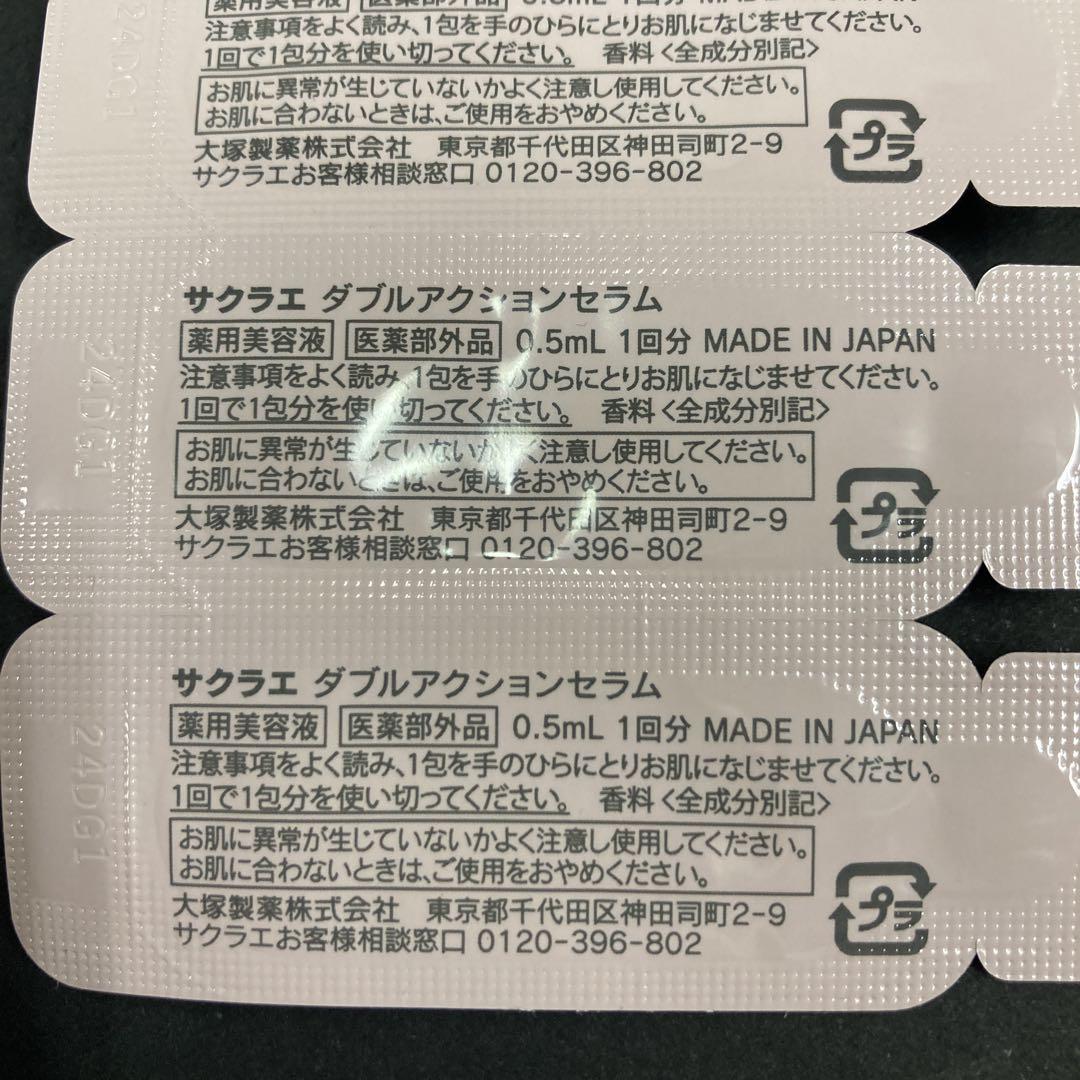 薬用美容液 医薬部外品 0.5mL 1回分 MADE IN JAPAN
注意事項をよく読み、1包を手のひらにとりお肌になじませてください。
1回で1包分を使い切ってください。 香料〈全成分別記〉
お肌に異常が生じていないかよく注意し使用してください。
お肌に合わないときは、ご使用をおやめください。
大塚製薬株式会社 東京都千代田区神田司町2-9
サクラエお客様相談窓口 0120-396-802
プラ
24DG1
サクラエ ダブルアクションセラム
薬用美容液 医薬部外品 0.5mL 1回分 MADE IN JAPAN
注意事項をよく読み、1包を手のひらにとりお肌になじませてください。
1回で1包分を使い切ってください。 香料〈全成分別記〉
お肌に異常が生じていないかよく注意し使用してください。
お肌に合わないときは、ご使用をおやめください。
大塚製薬株式会社 東京都千代田区神田司町2-9
サクラエお客様相談窓口 0120-396-802
プラ
24DG1
サクラエ ダブルアクションセラム
薬用美容液 医薬部外品 0.5mL 1回分 MADE IN JAPAN
注意事項をよく読み、1包を手のひらにとりお肌になじませてください。
1回で1包分を使い切ってください。 香料〈全成分別記〉
お肌に異常が生じていないかよく注意し使用してください。
お肌に合わないときは、ご使用をおやめください。
大塚製薬株式会社 東京都千代田区神田司町2-9
サクラエお客様相談窓口 0120-396-802
プラ
24DG1